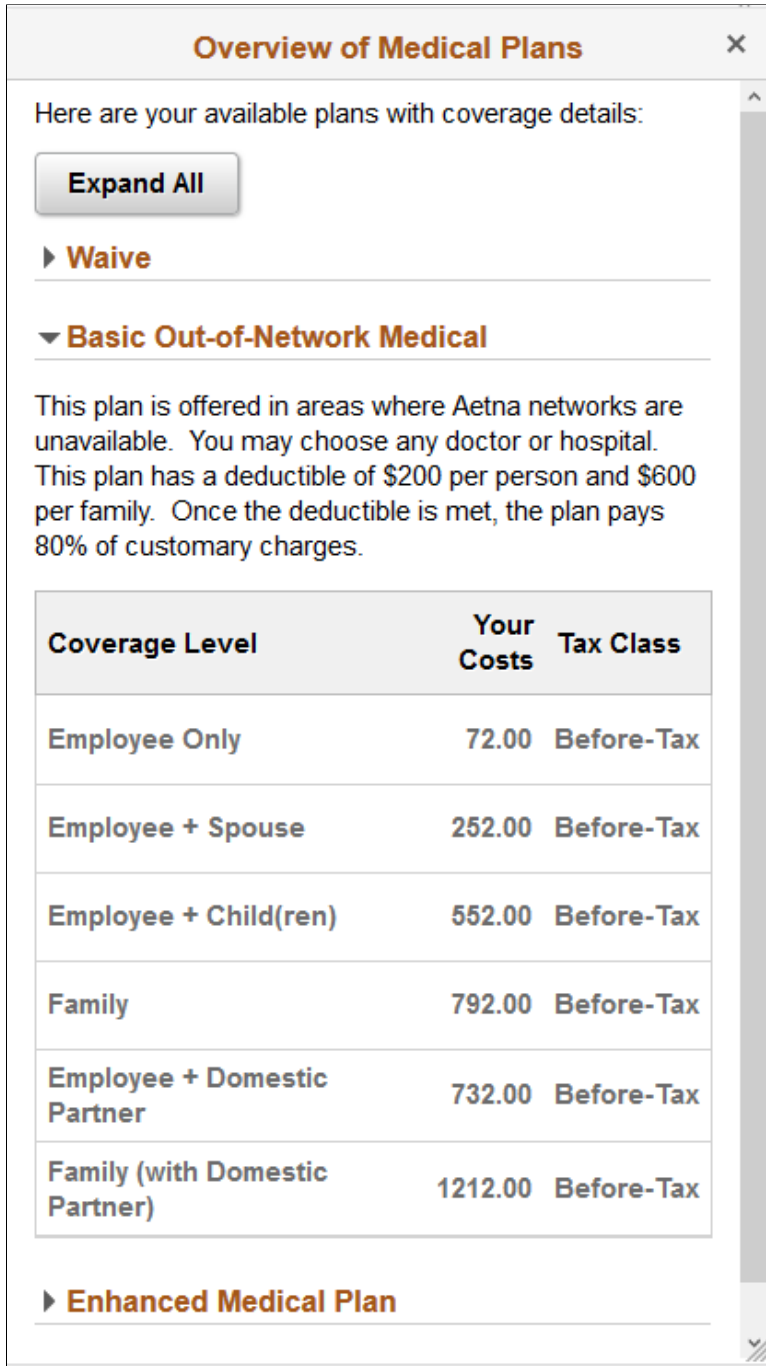 Overview of Medical Plans
Here are your available plans with coverage details:
Expand All
Waive
Basic Out-of-Network Medical
This plan is offered in areas where Aetna networks are
unavailable.  You may choose any doctor or hospital.
This plan has a deductible of $200 per person and $600
per family.  Once the deductible is met, the plan pays
80% of customary charges.
Coverage Level Your Costs Tax Class
Employee Only 72.00 Before-Tax
Employee + Spouse 252.00 Before-Tax
Employee + Child(ren) 552.00 Before-Tax
Family 792.00 Before-Tax
Employee + Domestic
Partner 732.00 Before-Tax
Family (with Domestic
Partner) 1212.00 Before-Tax
Enhanced Medical Plan